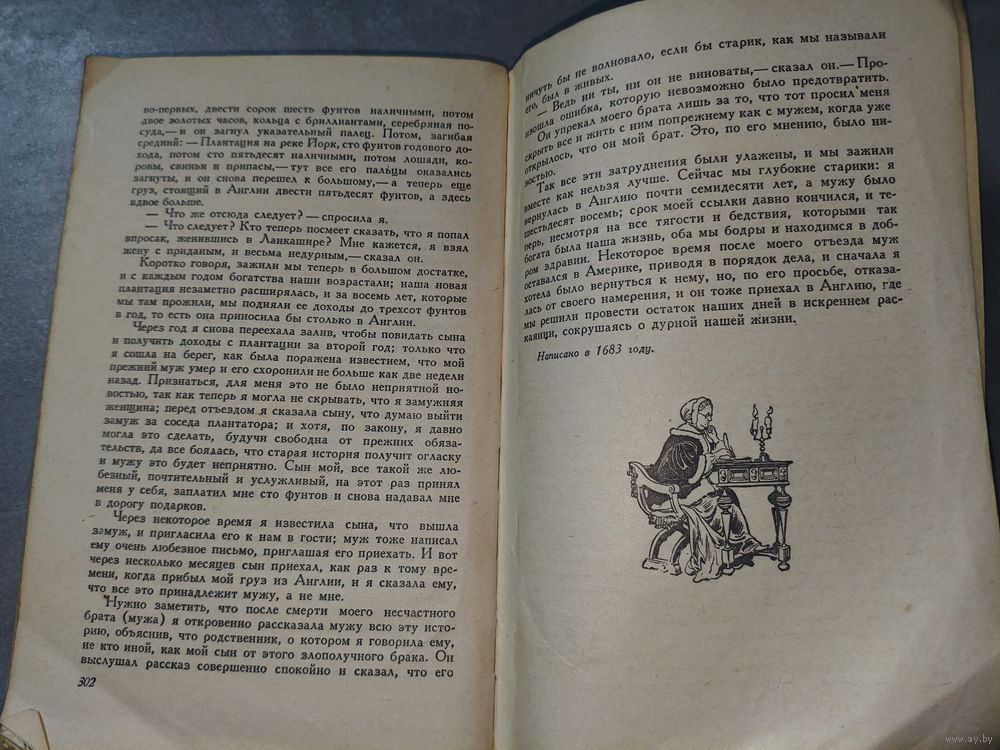 во-первых, двести сорок шесть фунтов наличными, потом
двое золотых часов, кольца с бриллиантами, серебряная по-
суда,— и он загнул указательный палец. Потом, загибая
средний: — Плантация на реке Йорк, сто фунтов годового до-
хода, потом сто пятьдесят наличными, потом лошади, ко-
ровы, свиньи и припасы,— тут все его пальцы оказались
загнуты, и он снова перешел к большому,— а теперь еще
груз, стоящий в Англии двести пятьдесят фунтов, а здесь
вдвое больше.
— Что же отсюда следует? — спросила я.
— Что следует? Кто теперь посмеет сказать, что я попал
впросак, женившись в Ланкашире? Мне кажется, я взял
жену с приданым, и весьма недурным,— сказал он.
Коротко говоря, зажили мы теперь в большом достатке,
и с каждым годом богатства наши возрастали; наша новая
плантация незаметно расширялась, и за восемь лет, которые
мы там прожили, мы подняли ее доходы до трехсот фунтов
в год, то есть она приносила бы столько в Англии.
Через год я снова переехала залив, чтобы повидать сына
и получить доходы с плантации за второй год; только что
я сошла на берег, как была поражена известием, что мой
прежний муж умер и его схоронили не больше как две недели
назад. Признаться, для меня это не было неприятной но-
востью, так как теперь я могла не скрывать, что я замужняя
женщина; перед отъездом я сказала сыну, что думаю выйти
замуж за соседа плантатора; и хотя, по закону, я давно
могла это сделать, будучи свободна от прежних обяза-
тельств, да все боялась, что старая история получит огласку
и мужу это будет неприятно. Сын мой, все такой же лю-
безный, почтительный и услужливый, на этот раз принял
меня у себя, заплатил мне сто фунтов и снова надавал мне
в дорогу подарков.
Через некоторое время я известила сына, что вышла
замуж, и пригласила его к нам в гости; муж тоже написал
ему очень любезное письмо, приглашая его приехать. И вот
через несколько месяцев сын приехал, как раз к тому вре-
мени, когда прибыл мой груз из Англии, и я сказала ему,
что все это принадлежит мужу, а не мне.
Нужно заметить, что после смерти моего несчастного
брата (мужа) я откровенно рассказала мужу всю эту исто-
рию, объяснив, что родственник, о котором я говорила ему,
не кто иной, как мой сын от этого злополучного брака. Он
выслушал рассказ совершенно спокойно и сказал, что его
302
ничуть бы не волновало, если бы старик, как мы называли
его, был в живых.
— Ведь ни ты, ни он не виноваты,— сказал он.— Про-
изошла ошибка, которую невозможно было предотвратить.
Он упрекал моего брата лишь за то, что тот просил меня
скрыть все и жить с ним попрежнему как с мужем, когда уже
открылось, что он мой брат. Это, по его мнению, было ни-
востью.
Так все эти затруднения были улажены, и мы зажили
вместе как нельзя лучше. Сейчас мы глубокие старики: я
вернулась в Англию почти семидесяти лет, а мужу было
шестьдесят восемь; срок моей ссылки давно кончился, и те-
перь, несмотря на все тягости и бедствия, которыми так
богата была наша жизнь, оба мы бодры и находимся в доб-
ром здравии. Некоторое время после моего отъезда муж
оставался в Америке, приводя в порядок дела, и сначала я
хотела было вернуться к нему, но, по его просьбе, отказа-
лась от своего намерения, и он тоже приехал в Англию, где
мы решили провести остаток наших дней в искреннем рас-
каянци, сокрушаясь о дурной нашей жизни.
Написано в 1683 году.
www.ay.by